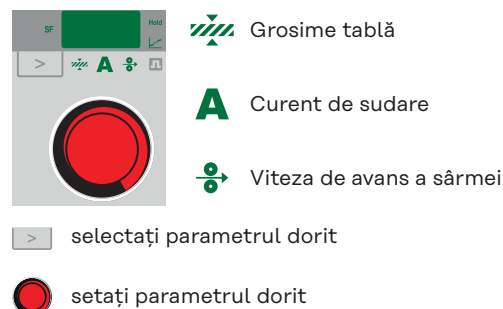 SF
Hold
>
A
Grosime tablă
A
Curent de sudare
Viteza de avans a sârmei
> selectați parametrul dorit
setați parametrul dorit